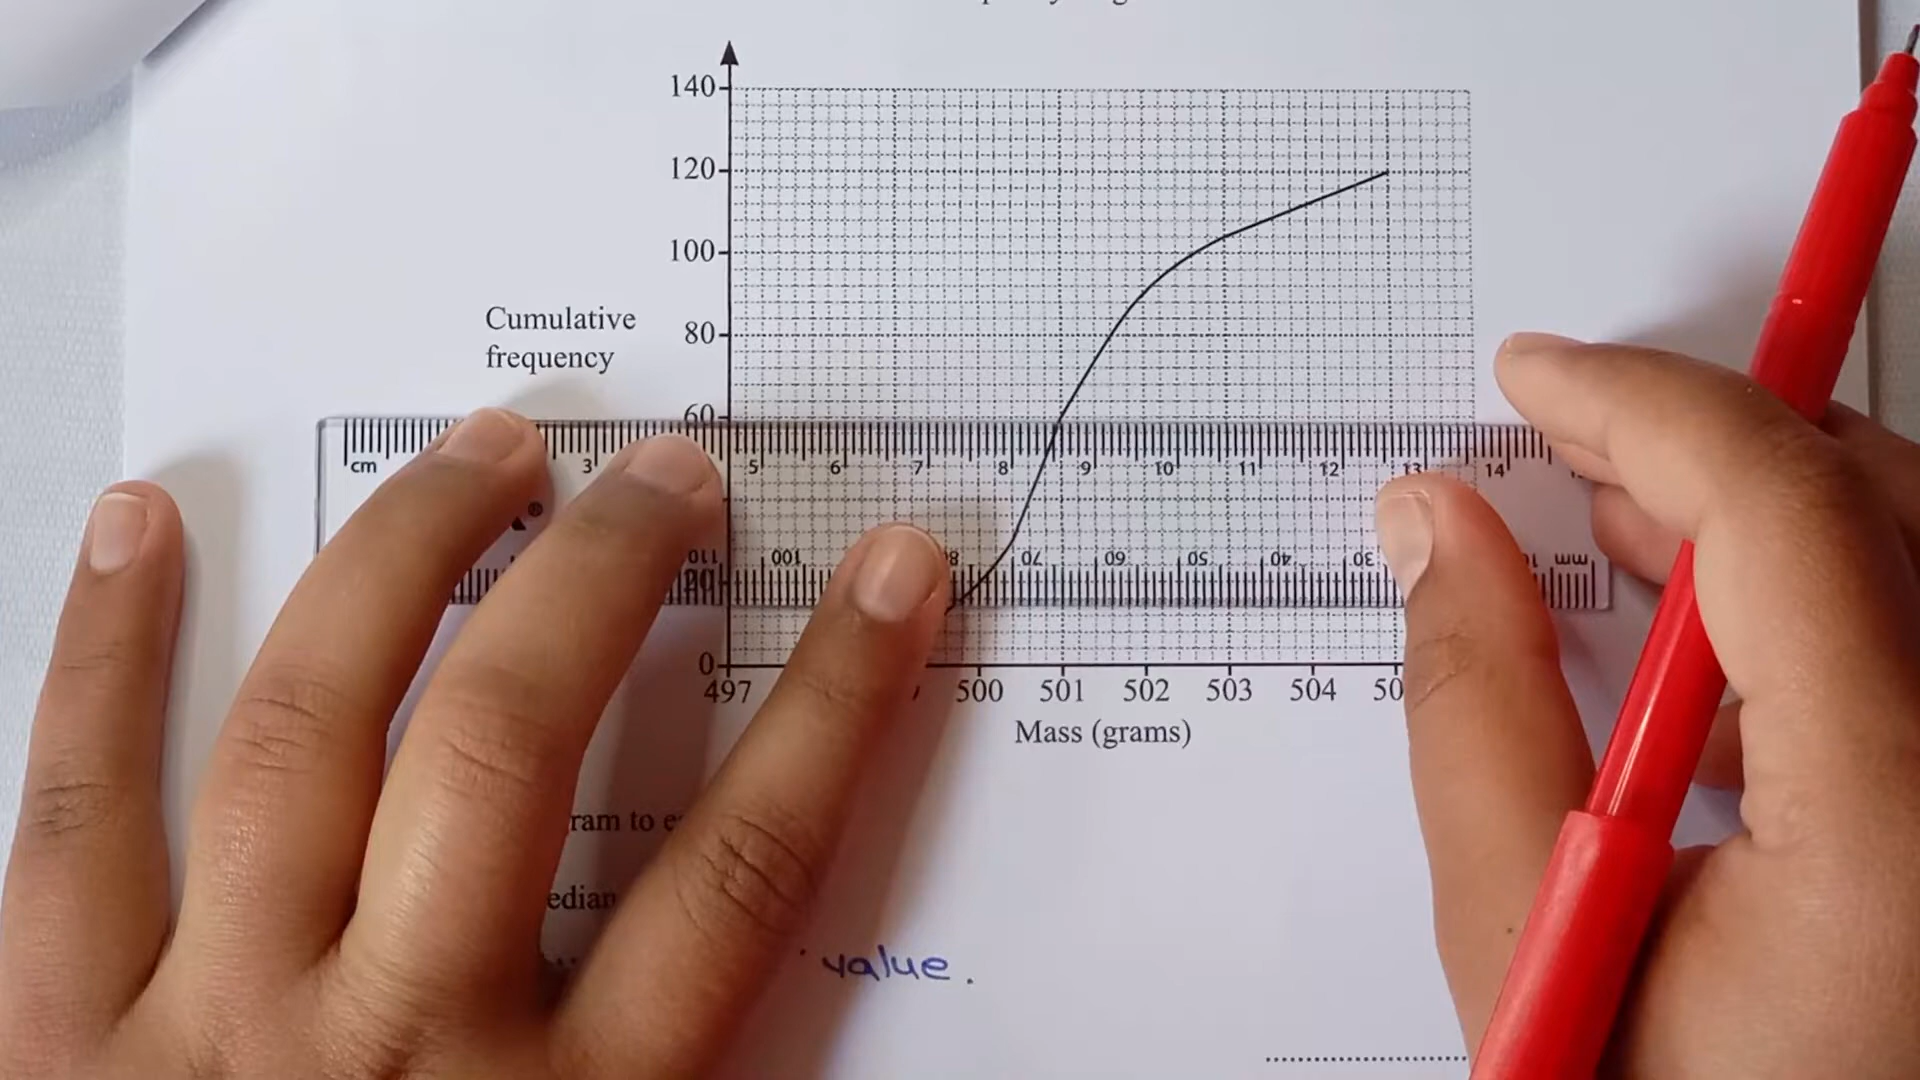 140
120
100
Cumulative
frequency
80
60
cm 3 5 6 7 8 9 10 11 12 13 14
®
110 100 70 60 50 40 30 mm
20
0
497 500 501 502 503 504
Mass (grams)
ram to
edian
value.